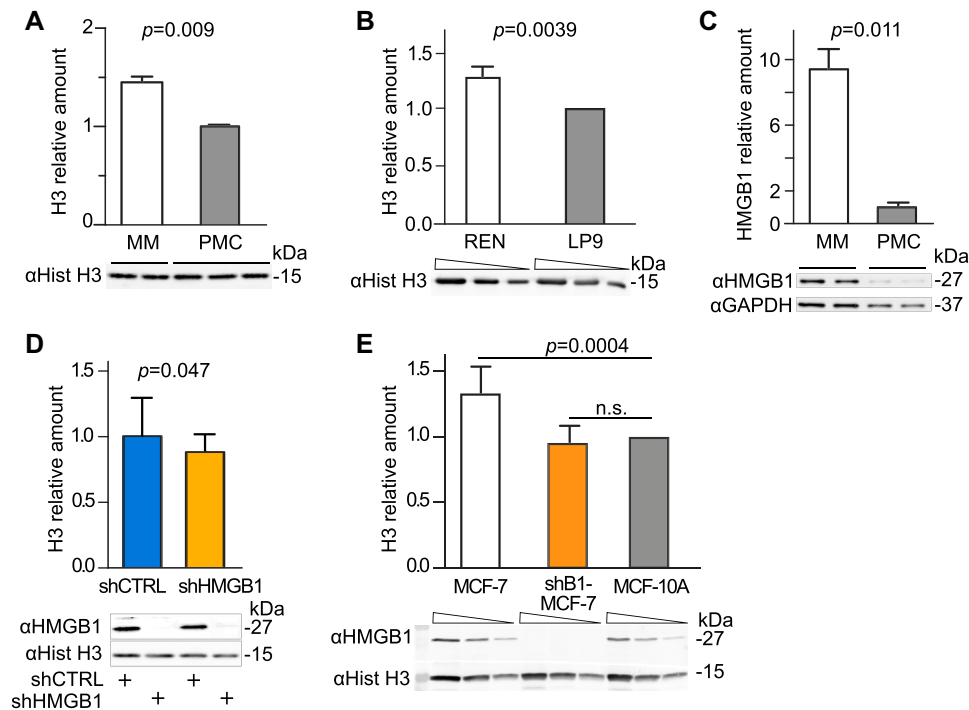 A
H3 relative amount
2
1
0
p=0.009
MM PMC
kDa
αHist H3 -15
B
H3 relative amount
1.5
1.0
0.5
0.0
p=0.0039
REN LP9
kDa
αHist H3 -15
C
HMGB1 relative amount
10
6
2
0
p=0.011
MM PMC
kDa
αHMGB1 -27
αGAPDH -37
D
H3 relative amount
1.5
1.0
0.5
0.0
p=0.047
shCTRL shHMGB1
kDa
αHMGB1 -27
αHist H3 -15
shCTRL + +
shHMGB1 + +
E
H3 relative amount
1.5
1.0
0.5
0.0
p=0.0004
n.s.
MCF-7 shB1- MCF-10A
MCF-7
kDa
αHMGB1 -27
αHist H3 -15